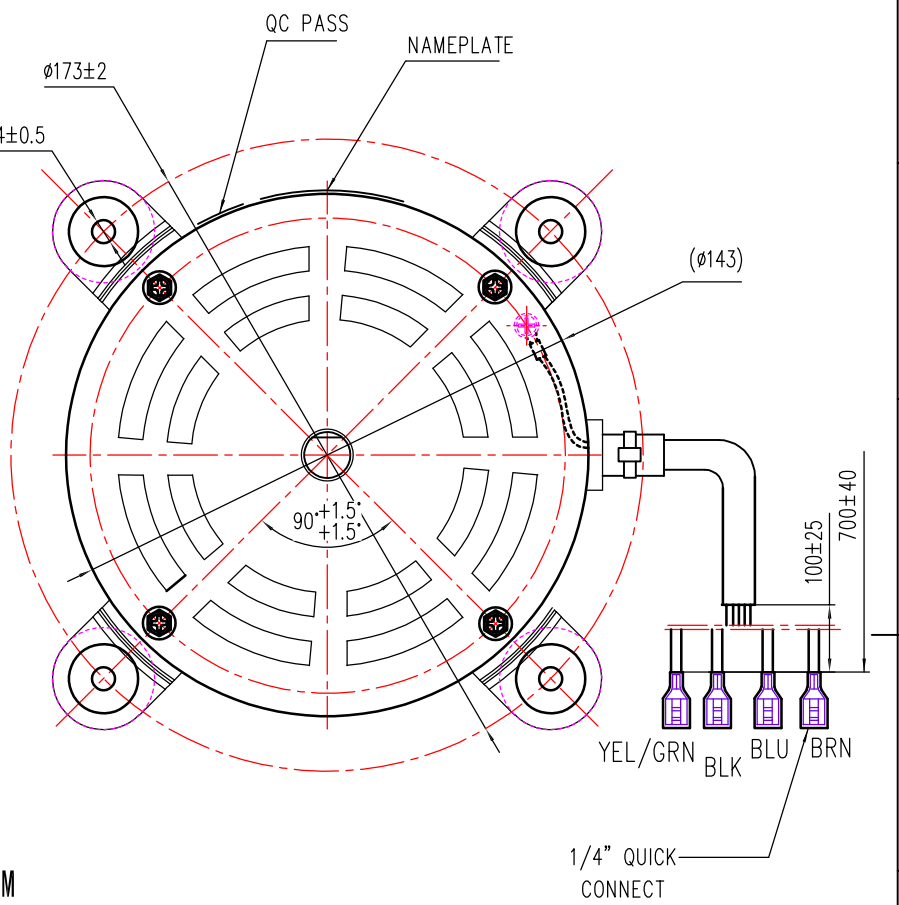 QC PASS
NAMEPLATE
ø173±2
4±0.5
(ø143)
90°+1.5°
+1.5°
100±25
700±40
YEL/GRN
BLK
BLU
BRN
1/4” QUICK
CONNECT
M